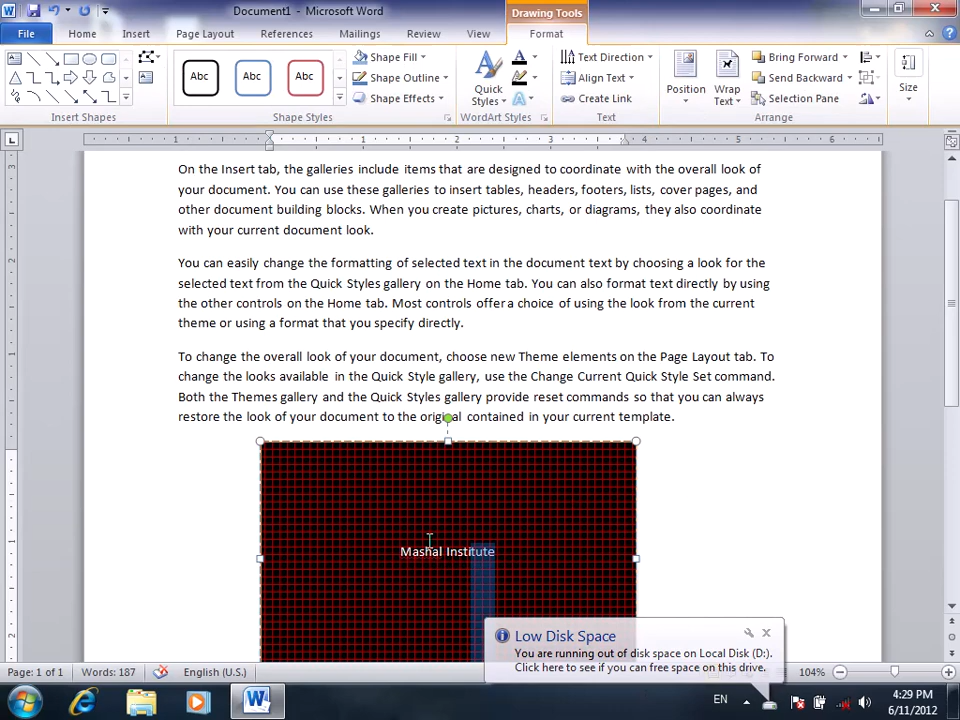 Document1 - Microsoft Word
Drawing Tools
File Home Insert Page Layout References Mailings Review View Format
Abc Abc Abc
Shape Fill
Shape Outline
Shape Effects
Quick Styles
Text Direction
Align Text
Create Link
Position
Wrap Text
Bring Forward
Send Backward
Selection Pane
Size
Insert Shapes Shape Styles WordArt Styles Text Arrange
1 1 2 3 4 5 6
3
2
1
1
2
On the Insert tab, the galleries include items that are designed to coordinate with the overall look of
your document. You can use these galleries to insert tables, headers, footers, lists, cover pages, and
other document building blocks. When you create pictures, charts, or diagrams, they also coordinate
with your current document look.
You can easily change the formatting of selected text in the document text by choosing a look for the
selected text from the Quick Styles gallery on the Home tab. You can also format text directly by using
the other controls on the Home tab. Most controls offer a choice of using the look from the current
theme or using a format that you specify directly.
To change the overall look of your document, choose new Theme elements on the Page Layout tab. To
change the looks available in the Quick Style gallery, use the Change Current Quick Style Set command.
Both the Themes gallery and the Quick Styles gallery provide reset commands so that you can always
restore the look of your document to the original contained in your current template.
Mashal Institute
Low Disk Space
You are running out of disk space on Local Disk (D:).
Click here to see if you can free space on this drive.
Page: 1 of 1 Words: 187 English (U.S.) 104%
EN
4:29 PM
6/11/2012